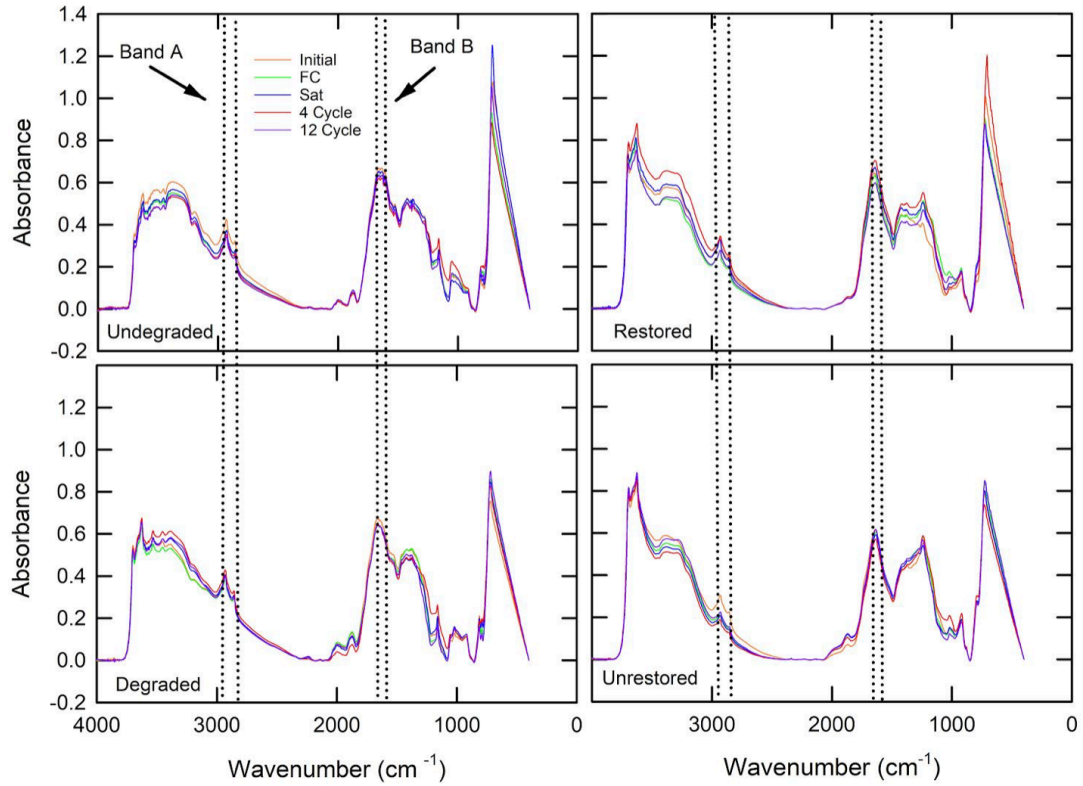 1.4
1.2
1.0
0.8
0.6
0.4
0.2
0.0
-0.2
Absorbance
Band A
Band B
Initial
FC
Sat
4 Cycle
12 Cycle
Undegraded
Restored
1.2
1.0
0.8
0.6
0.4
0.2
0.0
-0.2
Absorbance
Degraded
Unrestored
4000 3000 2000 1000 0
3000 2000 1000 0
Wavenumber (cm -1)
Wavenumber (cm -1)